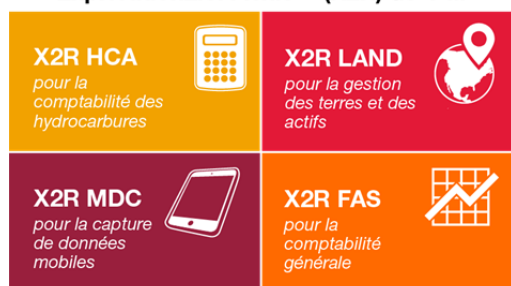 X2R HCA
pour la
comptabilité des
hydrocarbures
X2R LAND
pour la gestion
des terres et des
actifs
X2R MDC
pour la capture
de données
mobiles
X2R FAS
pour la
comptabilité
générale